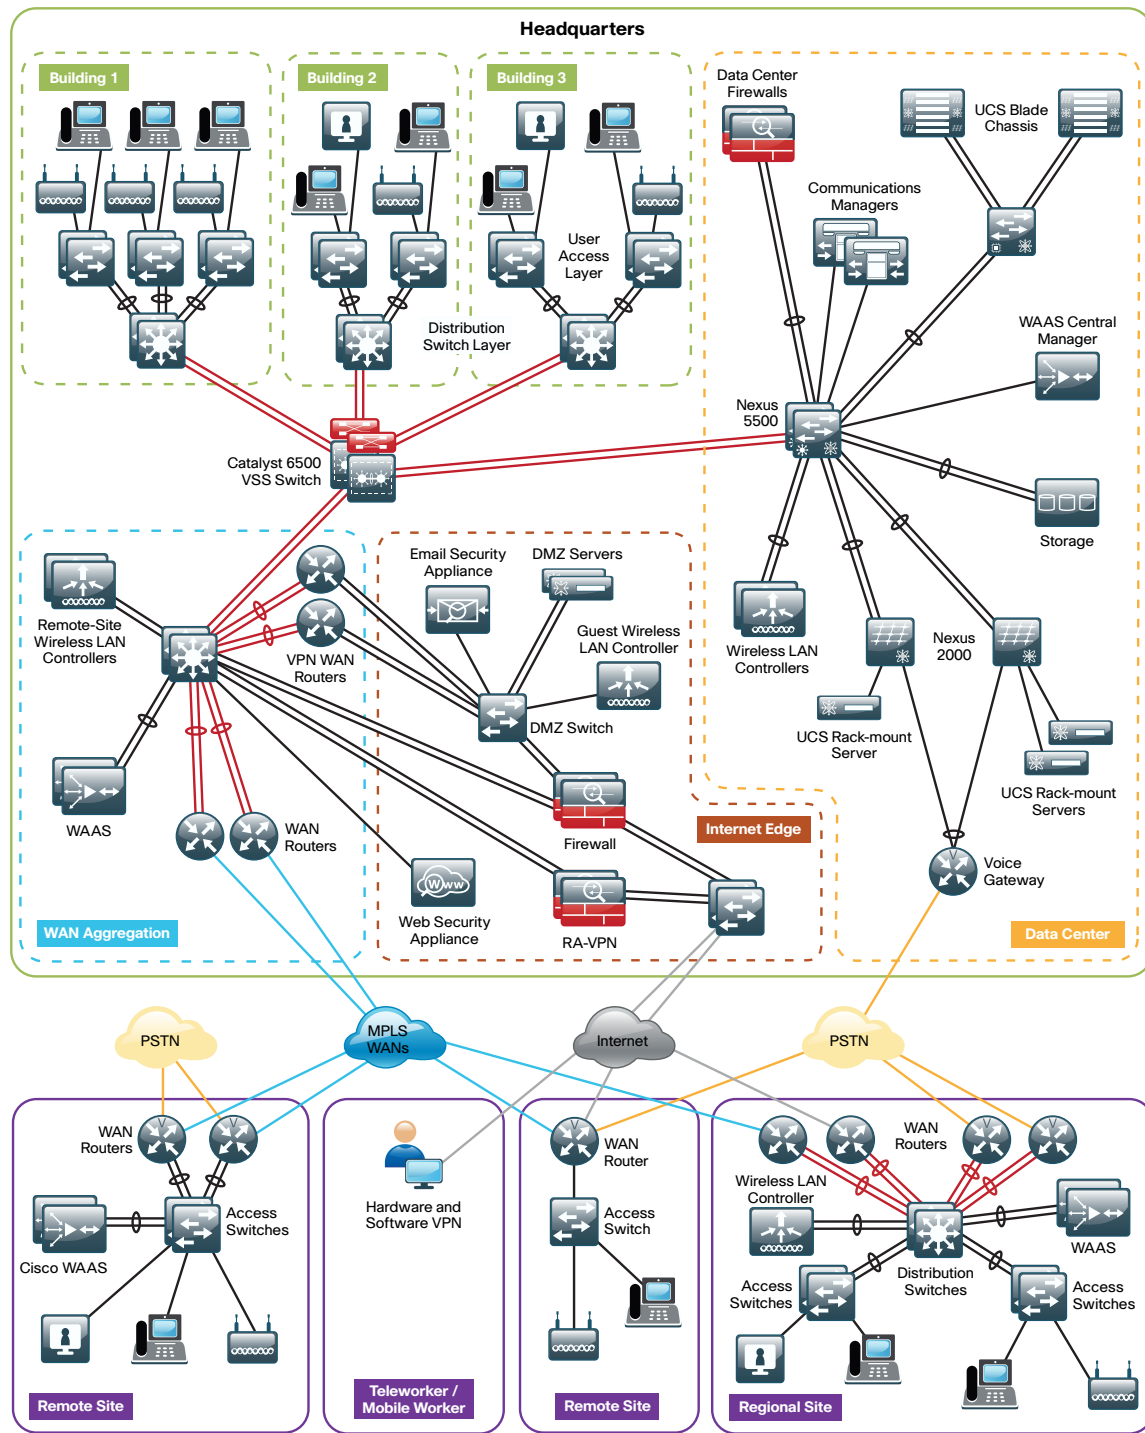 Headquarters
Building 1
Building 2
Building 3
User
Access
Layer
Distribution
Switch Layer
Data Center
Firewalls
UCS Blade
Chassis
Communications
Managers
WAAS Central
Manager
Nexus
5500
Storage
Catalyst 6500
VSS Switch
Wireless LAN
Controllers
Nexus
2000
UCS Rack-mount
Server
UCS Rack-mount
Servers
Voice
Gateway
Data Center
Remote-Site
Wireless LAN
Controllers
VPN WAN
Routers
WAAS
WAN
Routers
WAN Aggregation
Email Security
Appliance
DMZ Servers
Guest Wireless
LAN Controller
DMZ Switch
Firewall
Internet Edge
Www
Web Security
Appliance
RA-VPN
PSTN
MPLS
WANs
Internet
PSTN
WAN
Routers
V
V
Access
Switches
Cisco WAAS
Remote Site
Hardware and
Software VPN
Teleworker /
Mobile Worker
V
WAN
Router
Access
Switch
Remote Site
WAN
Routers
V
V
Wireless LAN
Controller
WAAS
Distribution
Switches
Access
Switches
Access
Switches
Regional Site